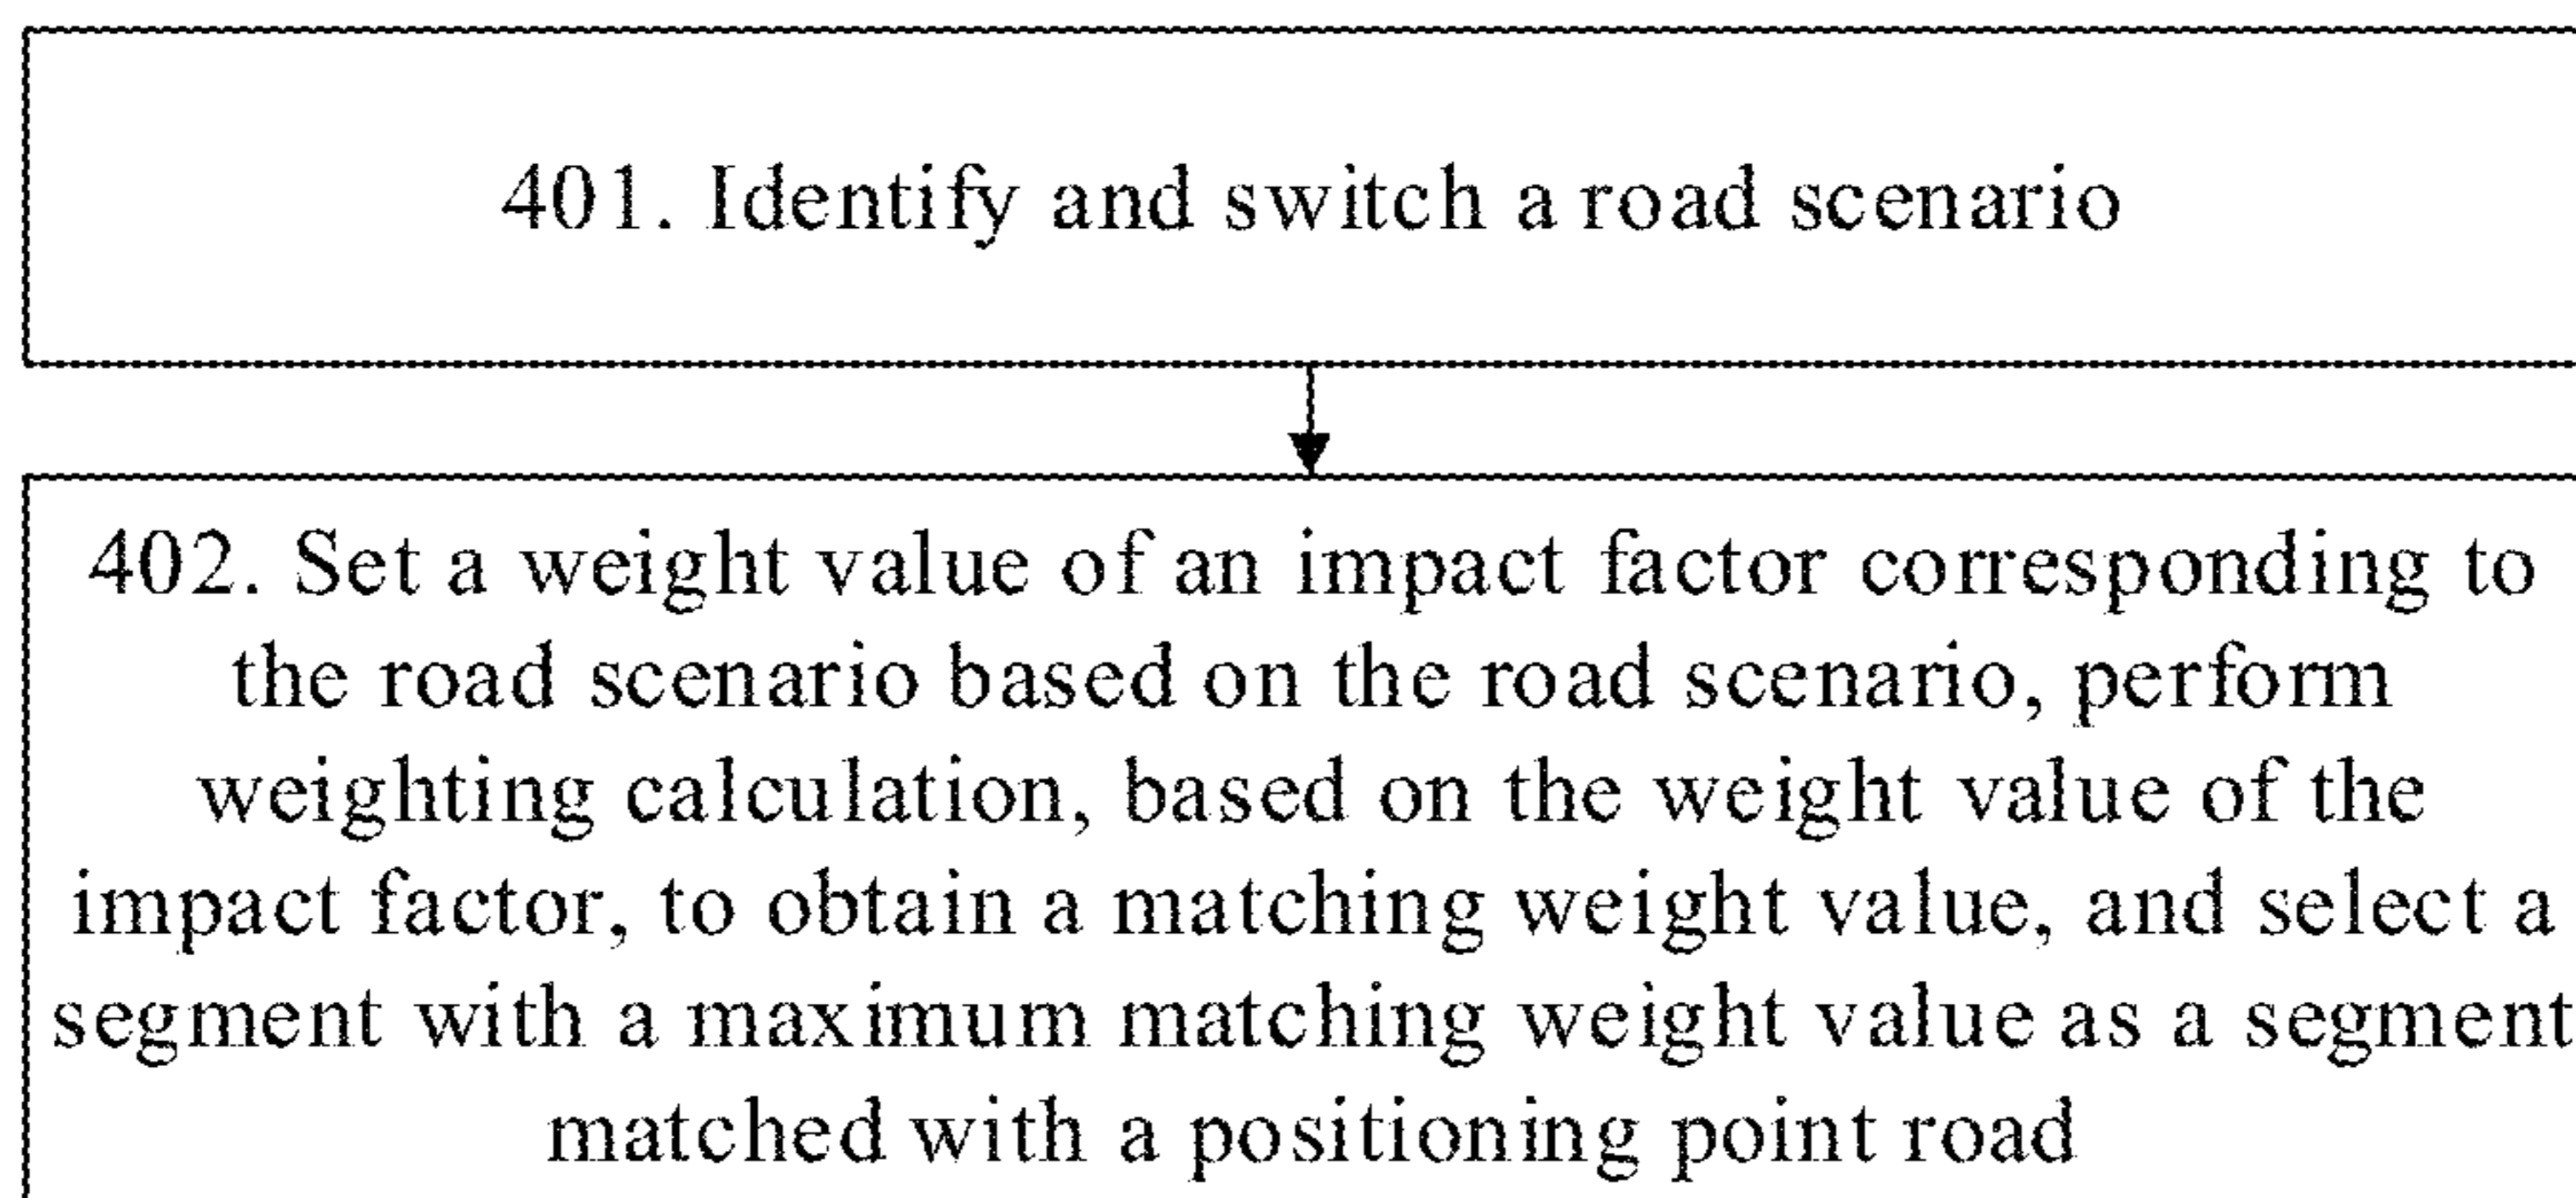 401. Identify and switch a road scenario
402. Set a weight value of an impact factor corresponding to
the road scenario based on the road scenario, perform
weighting calculation, based on the weight value of the
impact factor, to obtain a matching weight value, and select a
segment with a maximum matching weight value as a segment
matched with a positioning point road